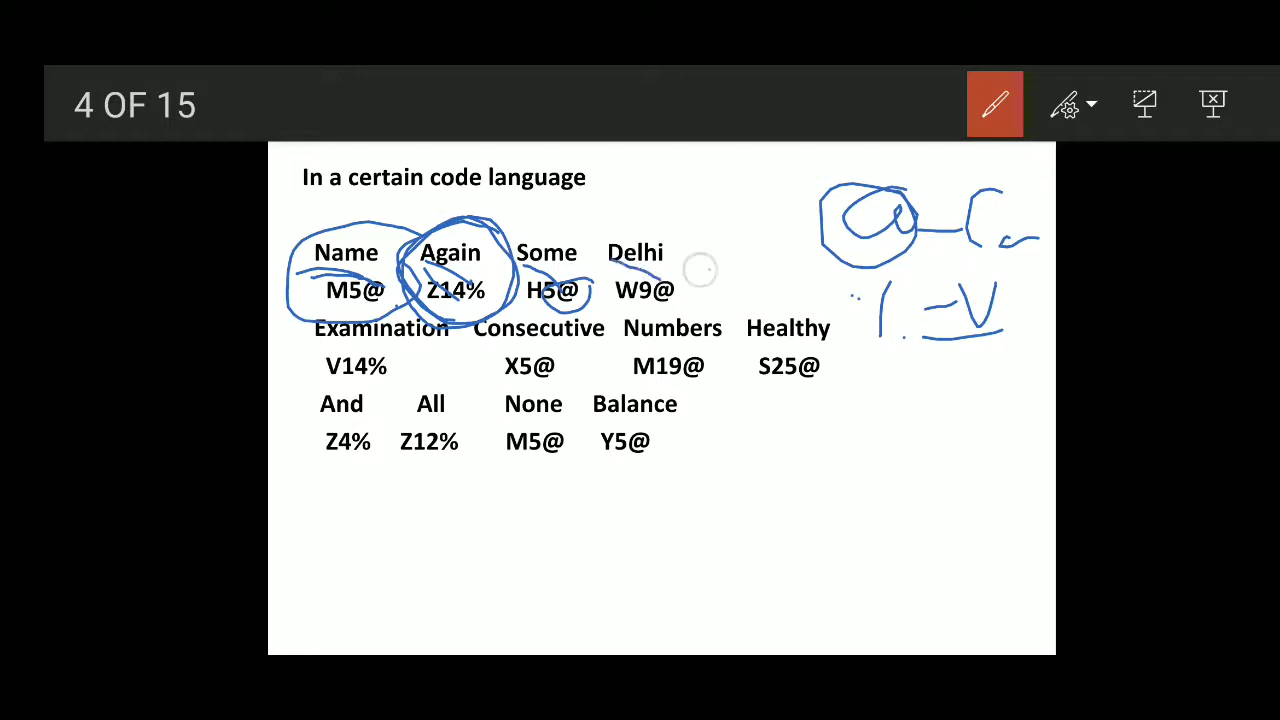 4 OF 15
In a certain code language
Name Again Some Delhi
M5@ Z14% H5@ W9@
Examination Consecutive Numbers Healthy
V14% X5@ M19@ S25@
And All None Balance
Z4% Z12% M5@ Y5@